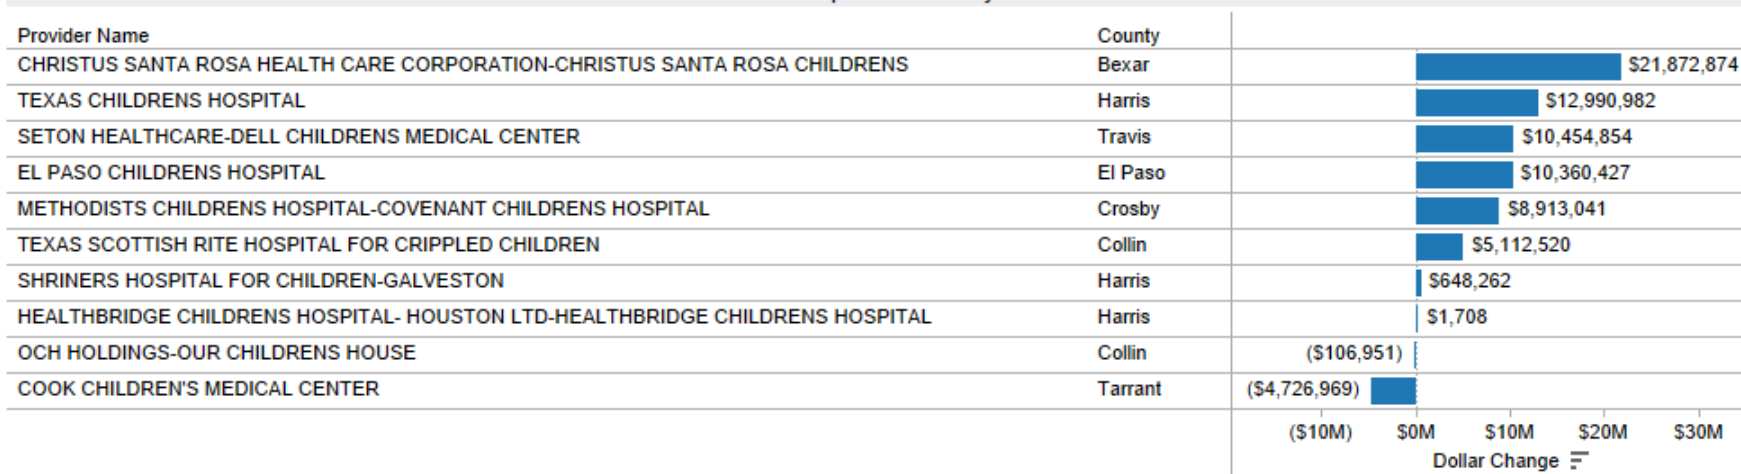 Provider Name County
CHRISTUS SANTA ROSA HEALTH CARE CORPORATION-CHRISTUS SANTA ROSA CHILDRENS Bexar $21,872,874
TEXAS CHILDRENS HOSPITAL Harris $12,990,982
SETON HEALTHCARE-DELL CHILDRENS MEDICAL CENTER Travis $10,454,854
EL PASO CHILDRENS HOSPITAL El Paso $10,360,427
METHODISTS CHILDRENS HOSPITAL-COVENANT CHILDRENS HOSPITAL Crosby $8,913,041
TEXAS SCOTTISH RITE HOSPITAL FOR CRIPPLED CHILDREN Collin $5,112,520
SHRINERS HOSPITAL FOR CHILDREN-GALVESTON Harris $648,262
HEALTHBRIDGE CHILDRENS HOSPITAL- HOUSTON LTD-HEALTHBRIDGE CHILDRENS HOSPITAL Harris $1,708
OCH HOLDINGS-OUR CHILDRENS HOUSE Collin ($106,951)
COOK CHILDREN'S MEDICAL CENTER Tarrant ($4,726,969)
($10M) $0M $10M $20M $30M
Dollar Change